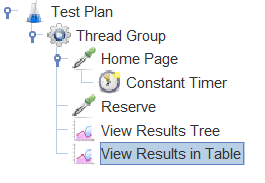 Test Plan
Thread Group
Home Page
Constant Timer
Reserve
View Results Tree
View Results in Table